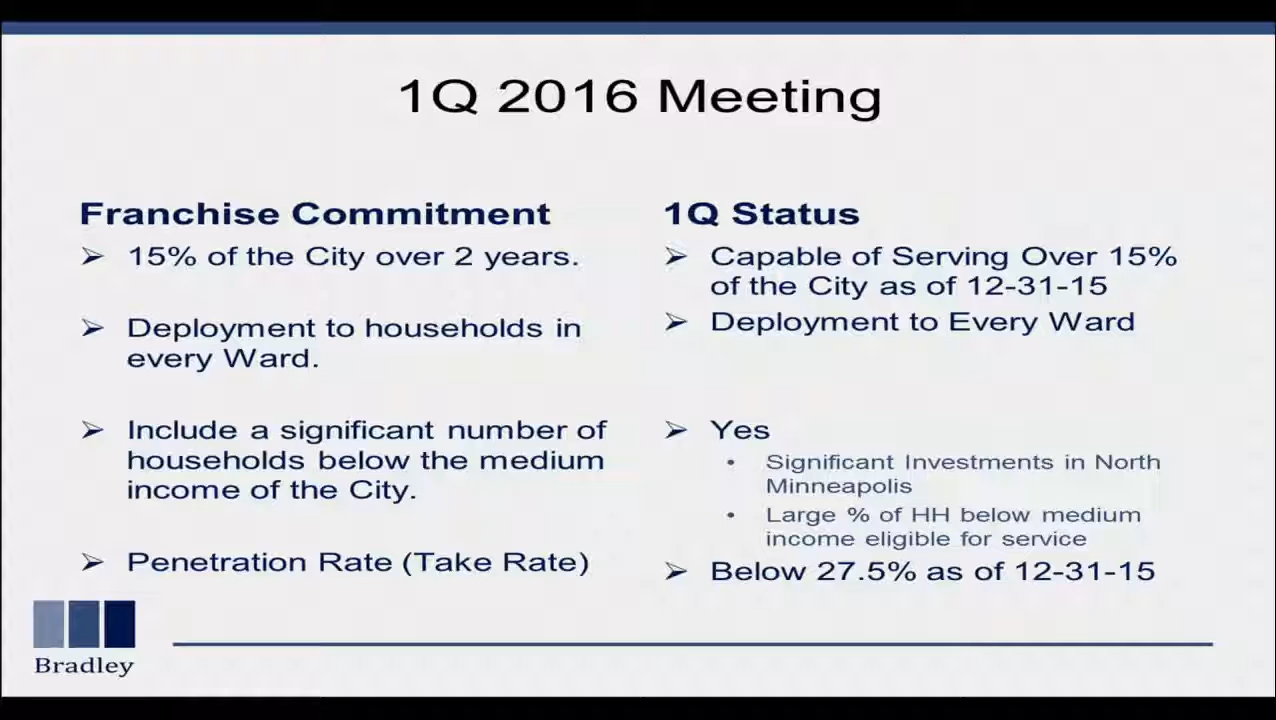 1Q 2016 Meeting
Franchise Commitment
➢ 15% of the City over 2 years.
➢ Deployment to households in
every Ward.
➢ Include a significant number of
households below the medium
income of the City.
➢ Penetration Rate (Take Rate)
1Q Status
➢ Capable of Serving Over 15%
of the City as of 12-31-15
➢ Deployment to Every Ward
➢ Yes
• Significant Investments in North
Minneapolis
• Large % of HH below medium
income eligible for service
➢ Below 27.5% as of 12-31-15
Bradley